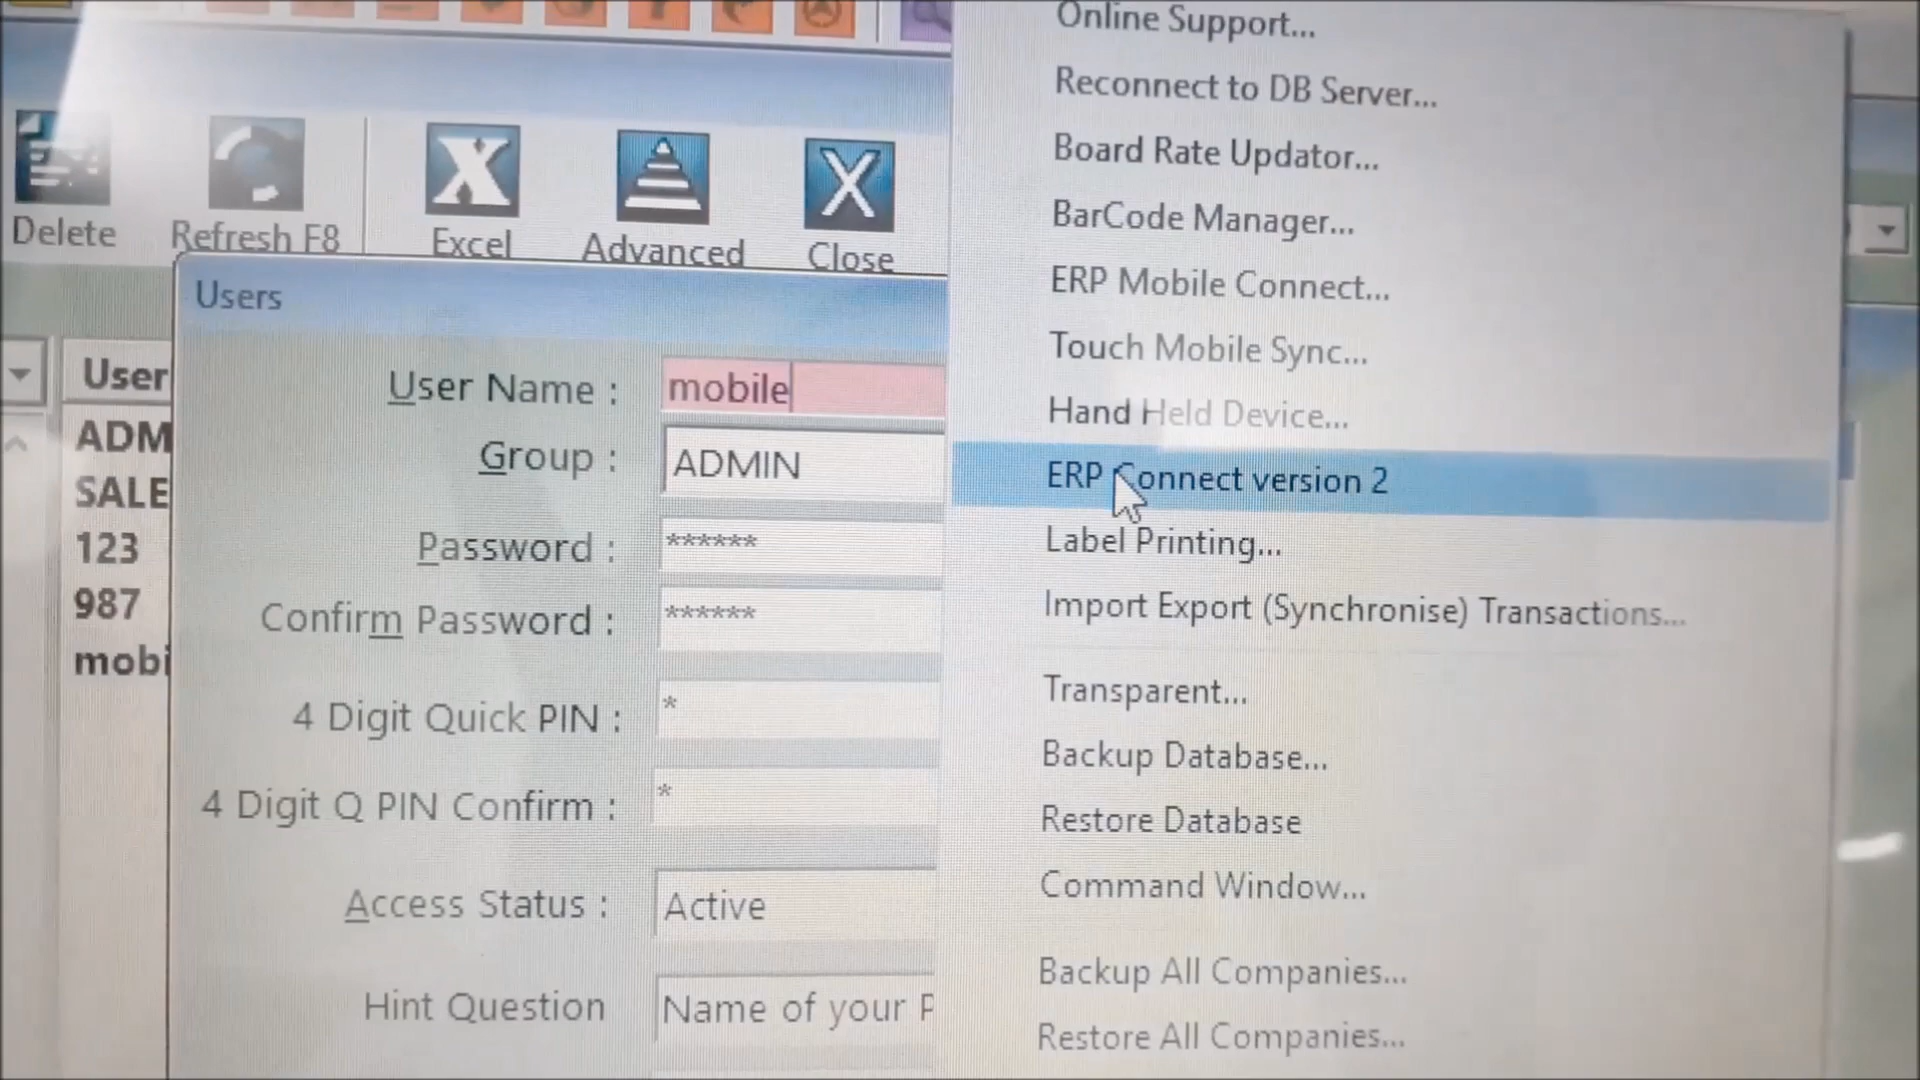 Delete
Refresh F8
Excel
Advanced
Close
Users
User
ADM
SALE
123
987
mobi
User Name :
mobile
Group :
ADMIN
Password :
******
Confirm Password :
******
4 Digit Quick PIN :
*
4 Digit Q PIN Confirm :
*
Access Status :
Active
Hint Question
Name of your P
Online Support...
Reconnect to DB Server...
Board Rate Updator...
BarCode Manager...
ERP Mobile Connect...
Touch Mobile Sync...
Hand Held Device...
ERP Connect version 2
Label Printing...
Import Export (Synchronise) Transactions...
Transparent...
Backup Database...
Restore Database
Command Window...
Backup All Companies...
Restore All Companies...